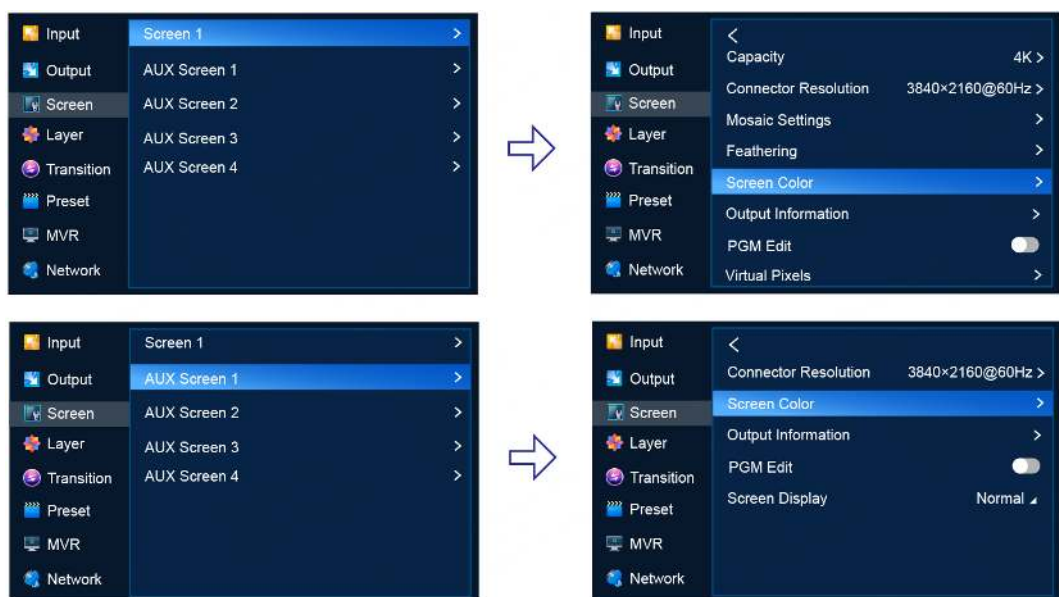 Input
Output
Screen
Layer
Transition
Preset
MVR
Network
Screen 1 >
AUX Screen 1 >
AUX Screen 2 >
AUX Screen 3 >
AUX Screen 4 >
Input
Output
Screen
Layer
Transition
Preset
MVR
Network
<
Capacity 4K >
Connector Resolution 3840×2160@60Hz >
Mosaic Settings >
Feathering >
Screen Color >
Output Information >
PGM Edit
Virtual Pixels >
Input
Output
Screen
Layer
Transition
Preset
MVR
Network
Screen 1 >
AUX Screen 1 >
AUX Screen 2 >
AUX Screen 3 >
AUX Screen 4 >
Input
Output
Screen
Layer
Transition
Preset
MVR
Network
<
Connector Resolution 3840×2160@60Hz >
Screen Color >
Output Information >
PGM Edit
Screen Display Normal